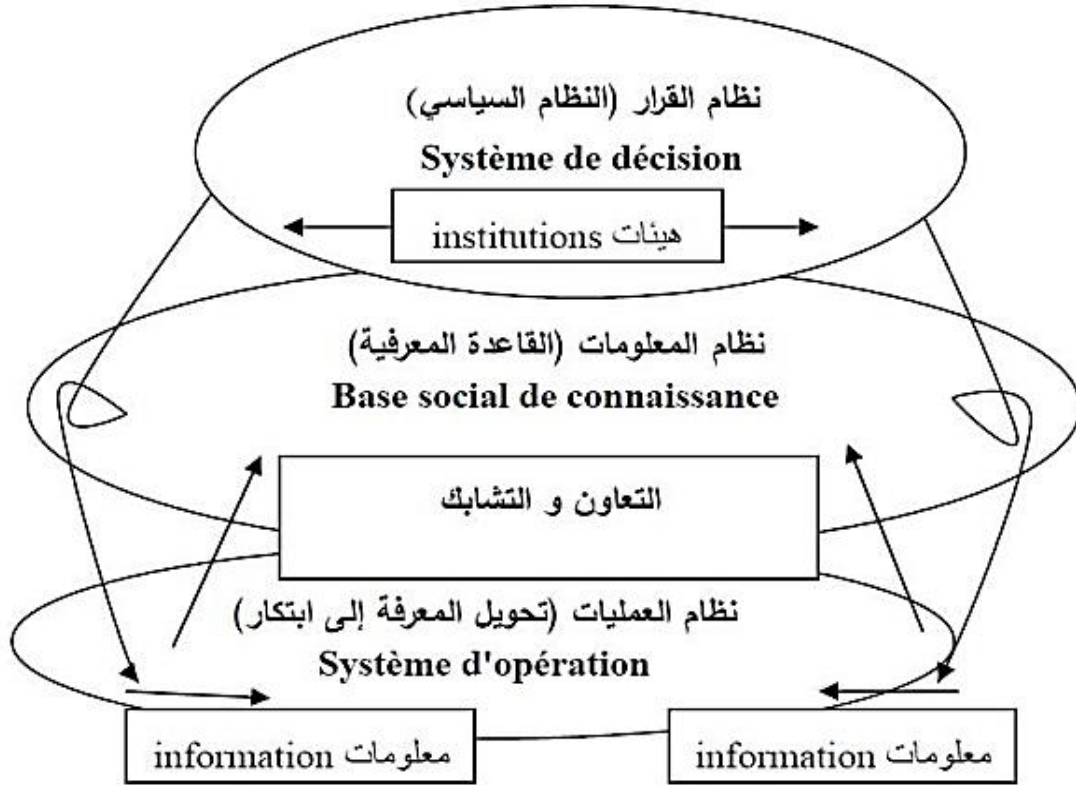 نظام القرار (النظام السياسي)
Système de décision
هيئات institutions
نظام المعلومات (القاعدة المعرفية)
Base social de connaissance
التعاون و التشابك
نظام العمليات (تحويل المعرفة إلى ابتكار)
Système d'opération
معلومات information
معلومات information